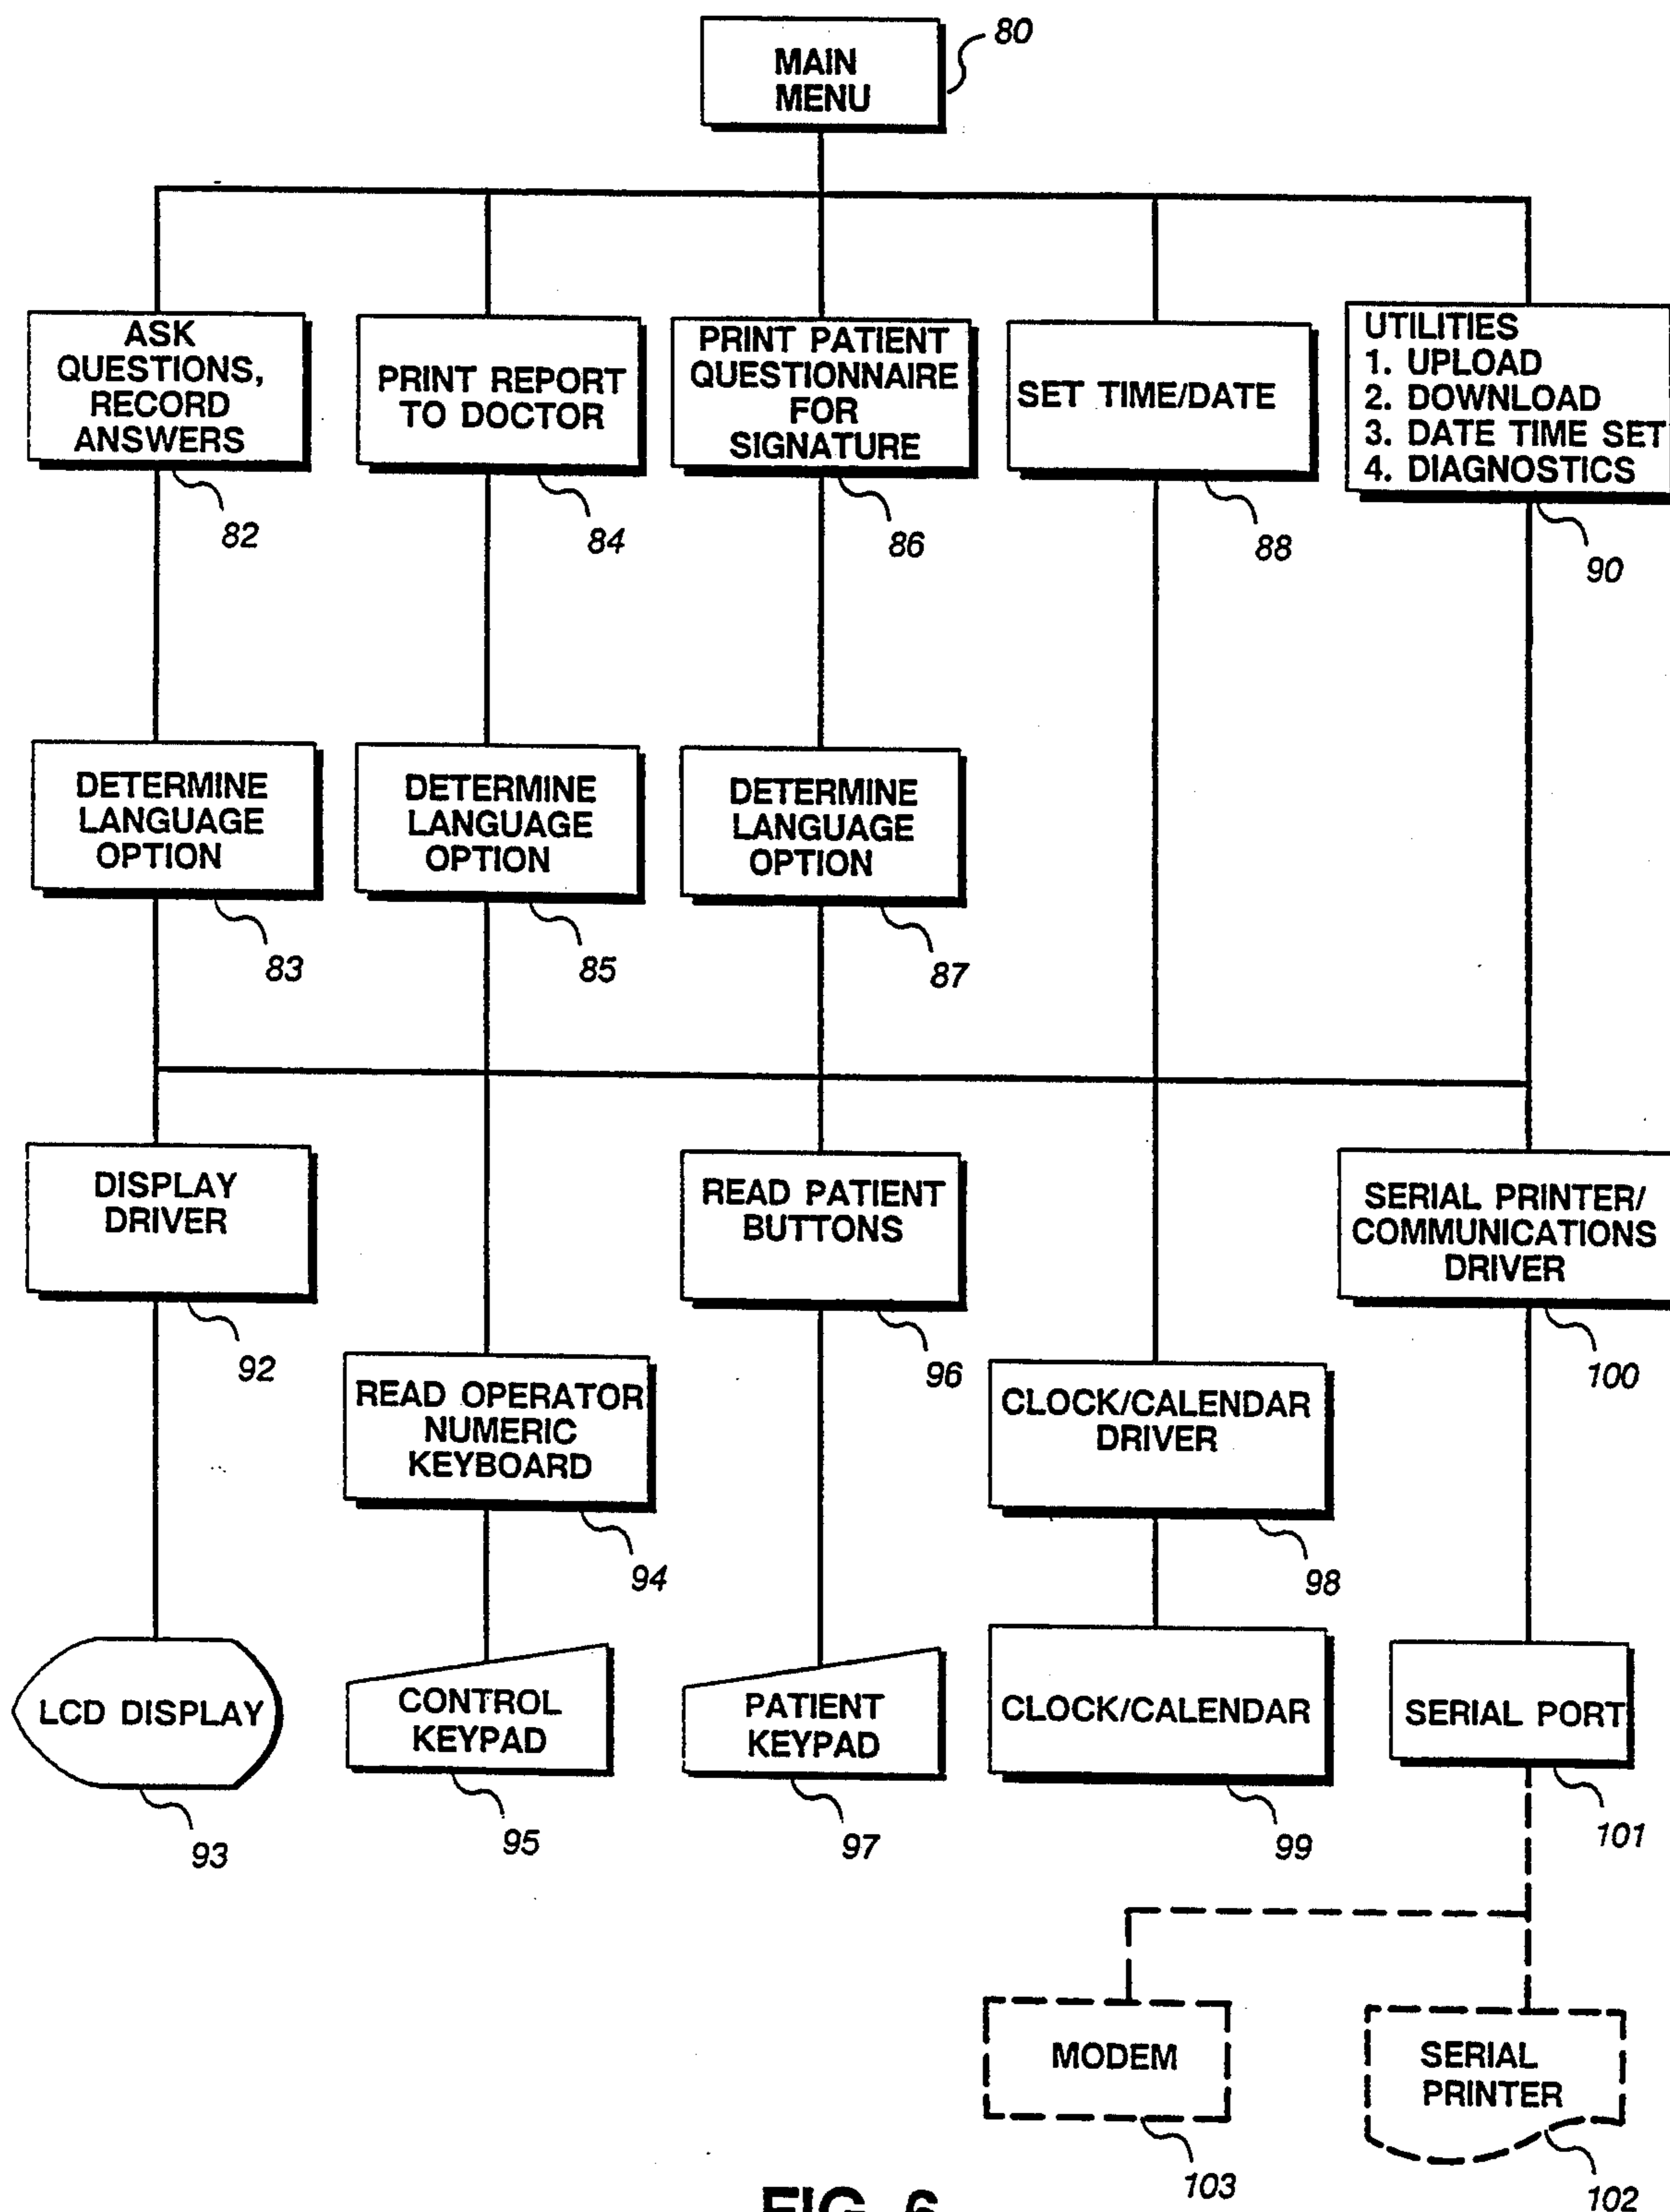 MAIN
MENU
80
ASK
QUESTIONS,
RECORD
ANSWERS
82
PRINT REPORT
TO DOCTOR
84
PRINT PATIENT
QUESTIONNAIRE
FOR
SIGNATURE
86
SET TIME/DATE
88
UTILITIES
1. UPLOAD
2. DOWNLOAD
3. DATE TIME SET
4. DIAGNOSTICS
90
DETERMINE
LANGUAGE
OPTION
83
DETERMINE
LANGUAGE
OPTION
85
DETERMINE
LANGUAGE
OPTION
87
DISPLAY
DRIVER
92
READ OPERATOR
NUMERIC
KEYBOARD
94
READ PATIENT
BUTTONS
96
CLOCK/CALENDAR
DRIVER
98
SERIAL PRINTER/
COMMUNICATIONS
DRIVER
100
LCD DISPLAY
93
CONTROL
KEYPAD
95
PATIENT
KEYPAD
97
CLOCK/CALENDAR
99
SERIAL PORT
101
MODEM
103
SERIAL
PRINTER
102
FIG. 6